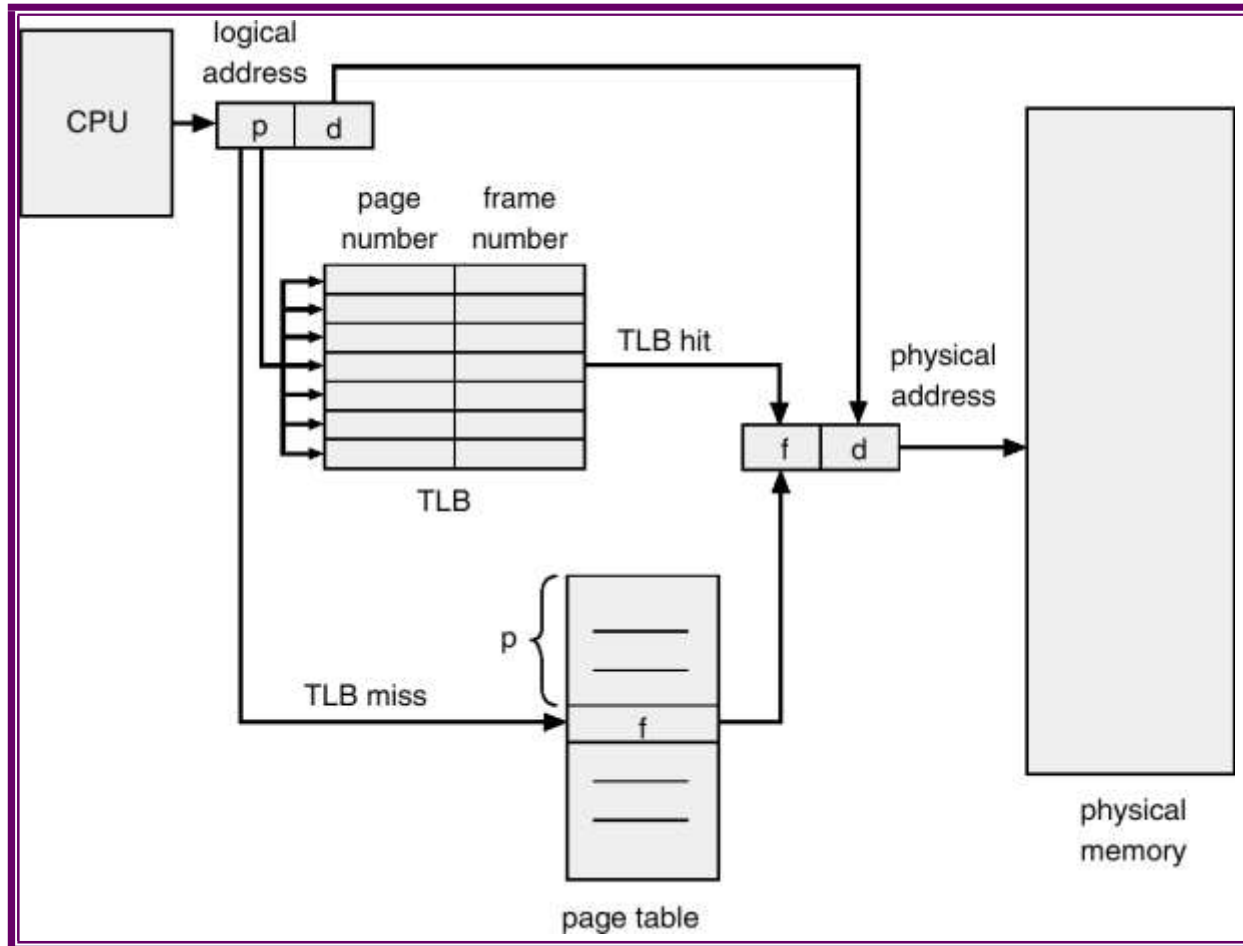 logical
address
CPU
p d
page frame
number number
TLB hit
physical
address
f d
TLB
p
TLB miss
f
physical
memory
page table